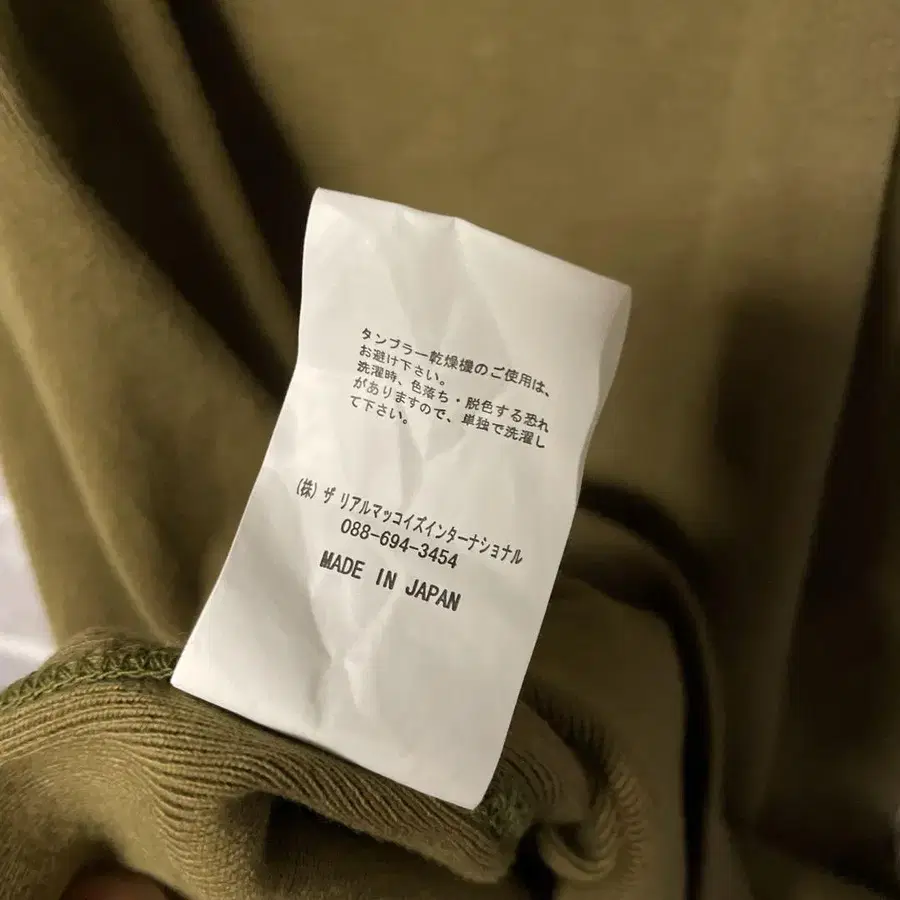 タンブラー乾燥機のご使用は、
お避け下さい。
洗濯時、色落ち・脱色する恐れ
がありますので、単独で洗濯し
て下さい。
(株) ザ リアルマッコイズインターナショナル
088-694-3454
MADE IN JAPAN